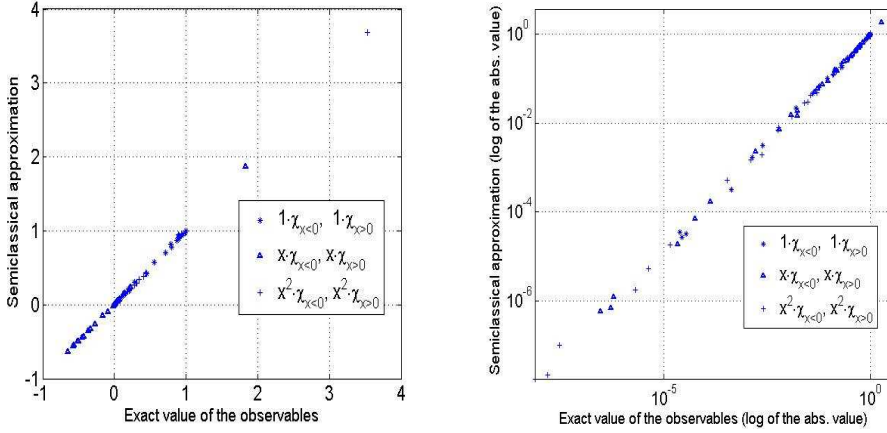 4
3
2
1
0
-1
Semiclassical approximation
1·χx<0, 1·χx>0
x·χx<0, x·χx>0
x²·χx<0, x²·χx>0
-1 0 1 2 3 4
Exact value of the observables
10⁰
10⁻²
10⁻⁴
10⁻⁶
Semiclassical approximation (log of the abs. value)
1·χx<0, 1·χx>0
x·χx<0, x·χx>0
x²·χx<0, x²·χx>0
10⁻⁵ 10⁰
Exact value of the observables (log of the abs. value)